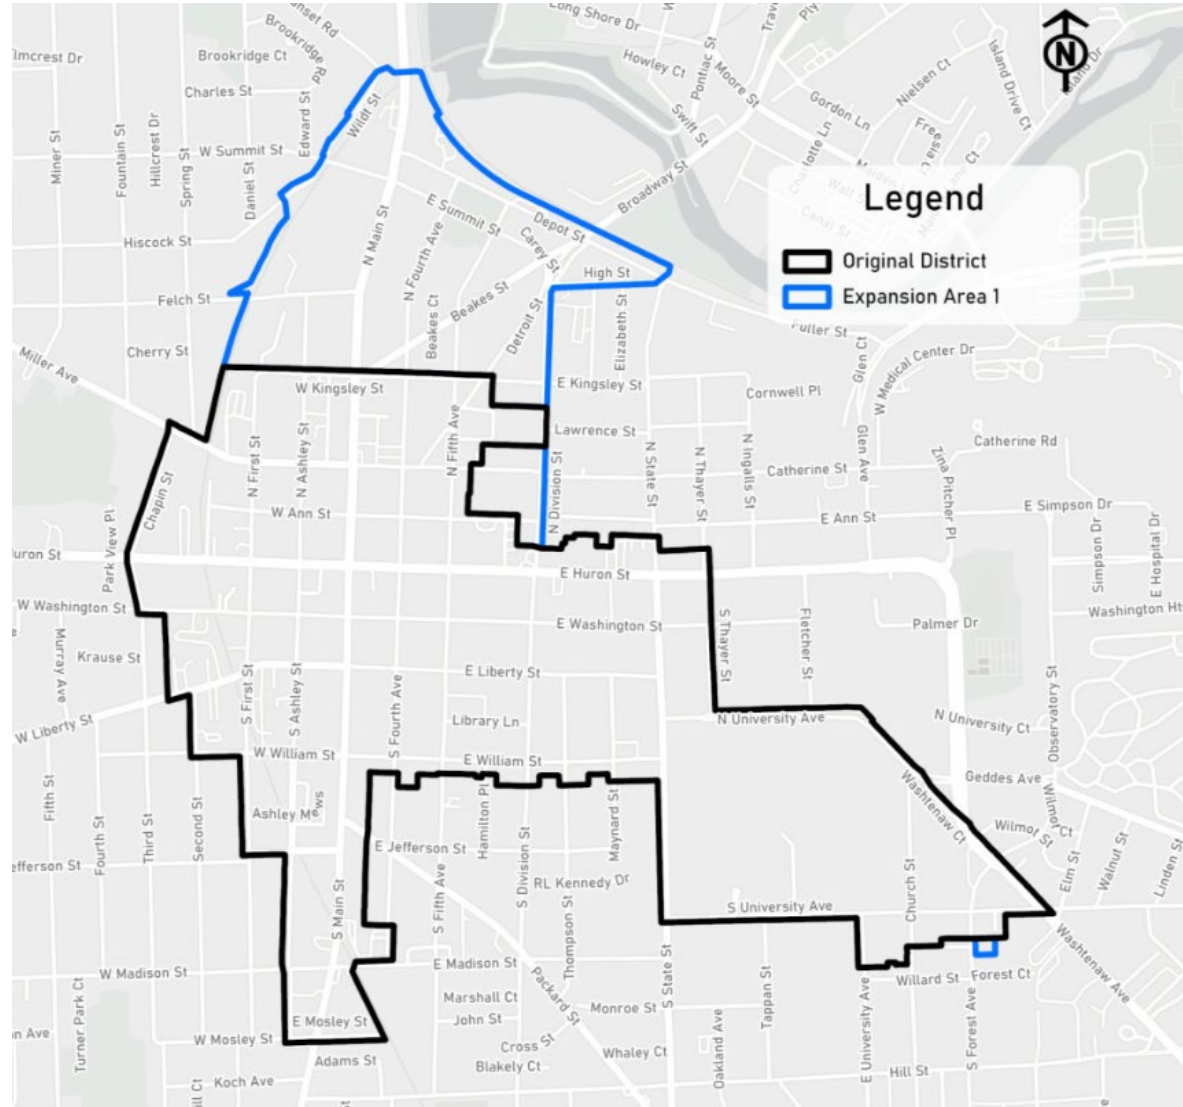 Long Shore Dr
Sunset Rd
Brookridge Rd
Elmcrest Dr
Brookridge Ct
Howley Ct
Pontiac St
Moore St
Island Drive Ct
Island Dr
N
Charles St
Edward St
Wildt St
Swift St
Gordon Ln
Nielsen Ct
Miner St
Fountain St
Hillcrest Dr
Spring St
W Summit St
Daniel St
Charlotte Ln
Broadway St
Legend
Original District
Expansion Area 1
Hiscock St
N Main St
E Summit St
N Fourth Ave
Carey St
Depot St
Canal St
High St
Felch St
Beakes St
Beakes Ct
Detroit St
Elizabeth St
Fuller St
Cherry St
Miller Ave
Glen Ct
W Medical Center Dr
W Kingsley St
E Kingsley St
Cornwell Pl
N Fifth Ave
Lawrence St
Catherine Rd
N First St
N Ashley St
N Division St
N State St
N Thayer St
N Ingalls St
Catherine St
Glen Ave
Zina Pitcher Pl
Chapin St
W Ann St
E Ann St
E Simpson Dr
Simpson Dr
E Hospital Dr
Park View Pl
Huron St
E Huron St
W Washington St
E Washington St
S Thayer St
Fletcher St
Palmer Dr
Washington Hts
Murray Ave
Krause St
E Liberty St
Observatory St
W Liberty St
S First St
S Ashley St
S Fourth Ave
Library Ln
N University Ave
N University Ct
W William St
E William St
Geddes Ave
Washtenaw Ct
Fifth St
Fourth St
Third St
Second St
Ashley Mews
Hamilton Pl
Maynard St
Wilmot St
Wilmot Ct
Elm St
Walnut St
Linden St
Jefferson St
E Jefferson St
RL Kennedy Dr
S Main St
S Fifth Ave
S Division St
Thompson St
S University Ave
Church St
Washtenaw Ave
W Madison St
E Madison St
Packard St
S State St
Tappan St
E University Ave
Willard St
S Forest Ave
Forest Ct
Turner Park Ct
Marshall Ct
Monroe St
John St
E Mosley St
W Mosley St
Adams St
Cross St
Blakely Ct
Whaley Ct
Oakland Ave
Hill St
Koch Ave